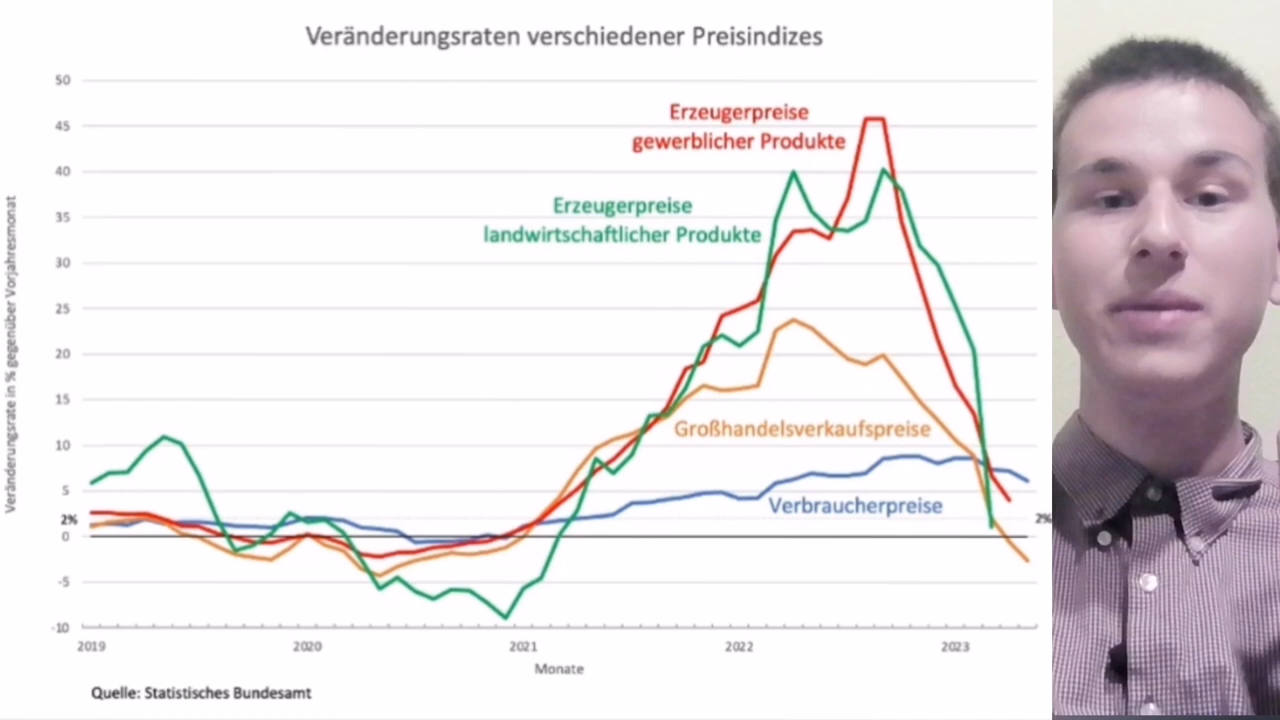 Veränderungsraten verschiedener Preisindizes
Veränderungsrate in % gegenüber Vorjahresmonat
50
45
40
35
30
25
20
15
10
5
2%
0
-5
-10
Erzeugerpreise
gewerblicher Produkte
Erzeugerpreise
landwirtschaftlicher Produkte
Großhandelsverkaufspreise
Verbraucherpreise
2%
2019 2020 2021 2022 2023
Monate
Quelle: Statistisches Bundesamt